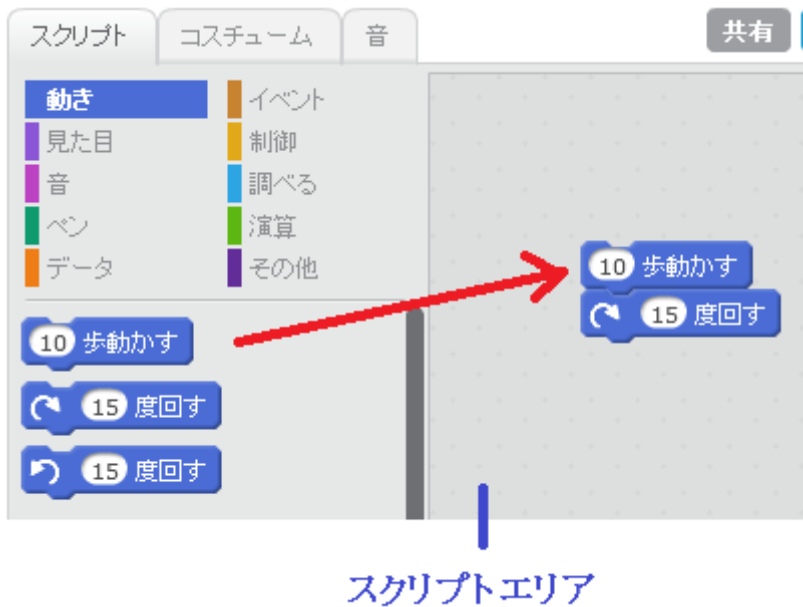 スクリプト コスチューム 音 共有
動き イベント
見た目 制御
音 調べる
ペン 演算
データ その他
10 歩動かす
15 度回す
10 歩動かす
15 度回す
15 度回す
スクリプトエリア